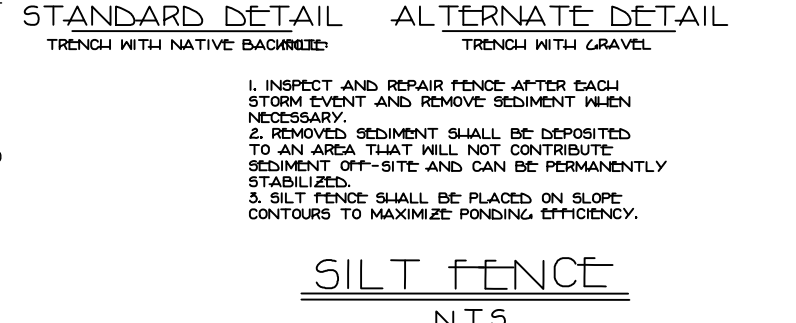 STANDARD DETAIL
TRENCH WITH NATIVE
ALTERNATE DETAIL
TRENCH WITH GRAVEL
1. INSPECT AND REPAIR FENCE AFTER EACH
STORM EVENT AND REMOVE SEDIMENT WHEN
NECESSARY.
2. REMOVED SEDIMENT SHALL BE DEPOSITED
TO AN AREA THAT WILL NOT CONTRIBUTE
SEDIMENT OFF-SITE AND CAN BE PERMANENTLY
STABILIZED.
3. SILT FENCE SHALL BE PLACED ON SLOPE
CONTOURS TO MAXIMIZE PONDING EFFICIENCY.
SILT FENCE
N.T.S.